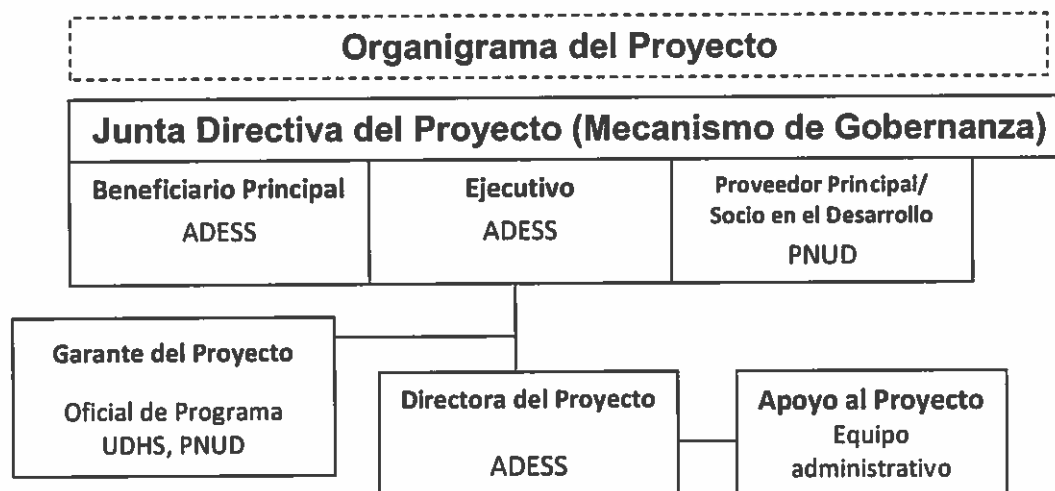 Organigrama del Proyecto
Junta Directiva del Proyecto (Mecanismo de Gobernanza)
Beneficiario Principal
ADESS
Ejecutivo
ADESS
Proveedor Principal/
Socio en el Desarrollo
PNUD
Garante del Proyecto
Oficial de Programa
UDHS, PNUD
Directora del Proyecto
ADESS
Apoyo al Proyecto
Equipo
administrativo